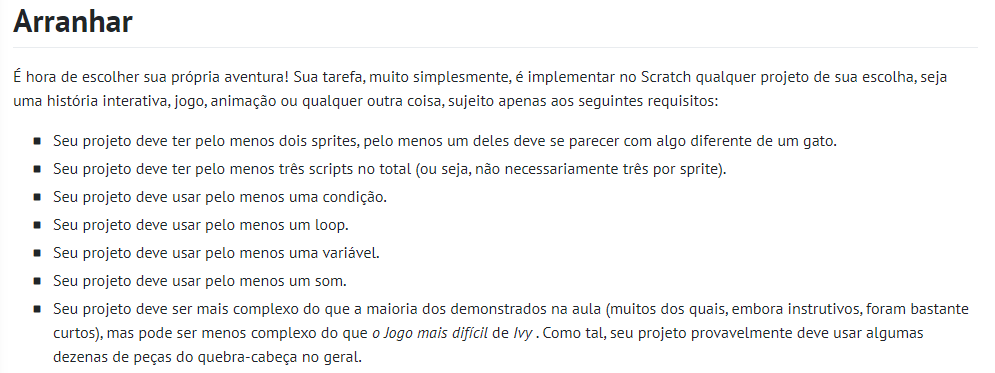 Arranhar
É hora de escolher sua própria aventura! Sua tarefa, muito simplesmente, é implementar no Scratch qualquer projeto de sua escolha, seja
uma história interativa, jogo, animação ou qualquer outra coisa, sujeito apenas aos seguintes requisitos:
Seu projeto deve ter pelo menos dois sprites, pelo menos um deles deve se parecer com algo diferente de um gato.
Seu projeto deve ter pelo menos três scripts no total (ou seja, não necessariamente três por sprite).
Seu projeto deve usar pelo menos uma condição.
Seu projeto deve usar pelo menos um loop.
Seu projeto deve usar pelo menos uma variável.
Seu projeto deve usar pelo menos um som.
Seu projeto deve ser mais complexo do que a maioria dos demonstrados na aula (muitos dos quais, embora instrutivos, foram bastante
curtos), mas pode ser menos complexo do que o Jogo mais difícil de Ivy . Como tal, seu projeto provavelmente deve usar algumas
dezenas de peças do quebra-cabeça no geral.